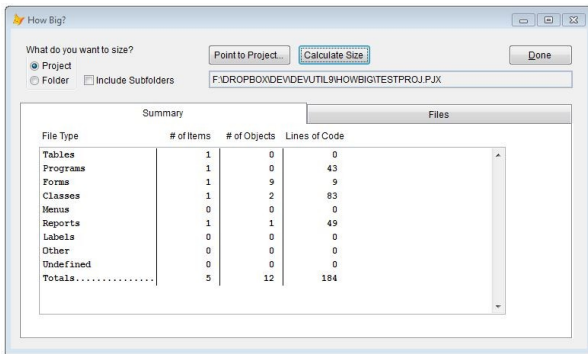 How Big?
What do you want to size?
Project
Folder
Include Subfolders
Point to Project...
Calculate Size
Done
F:\DROPBOX\DEV\DEVUTIL9\HOWBIG\TESTPROJ.PJX
Summary
Files
File Type # of Items # of Objects Lines of Code
Tables 1 0 0
Programs 1 0 43
Forms 1 9 9
Classes 1 2 83
Menus 0 0 0
Reports 1 1 49
Labels 0 0 0
Other 0 0 0
Undefined 0 0 0
Totals............... 5 12 184